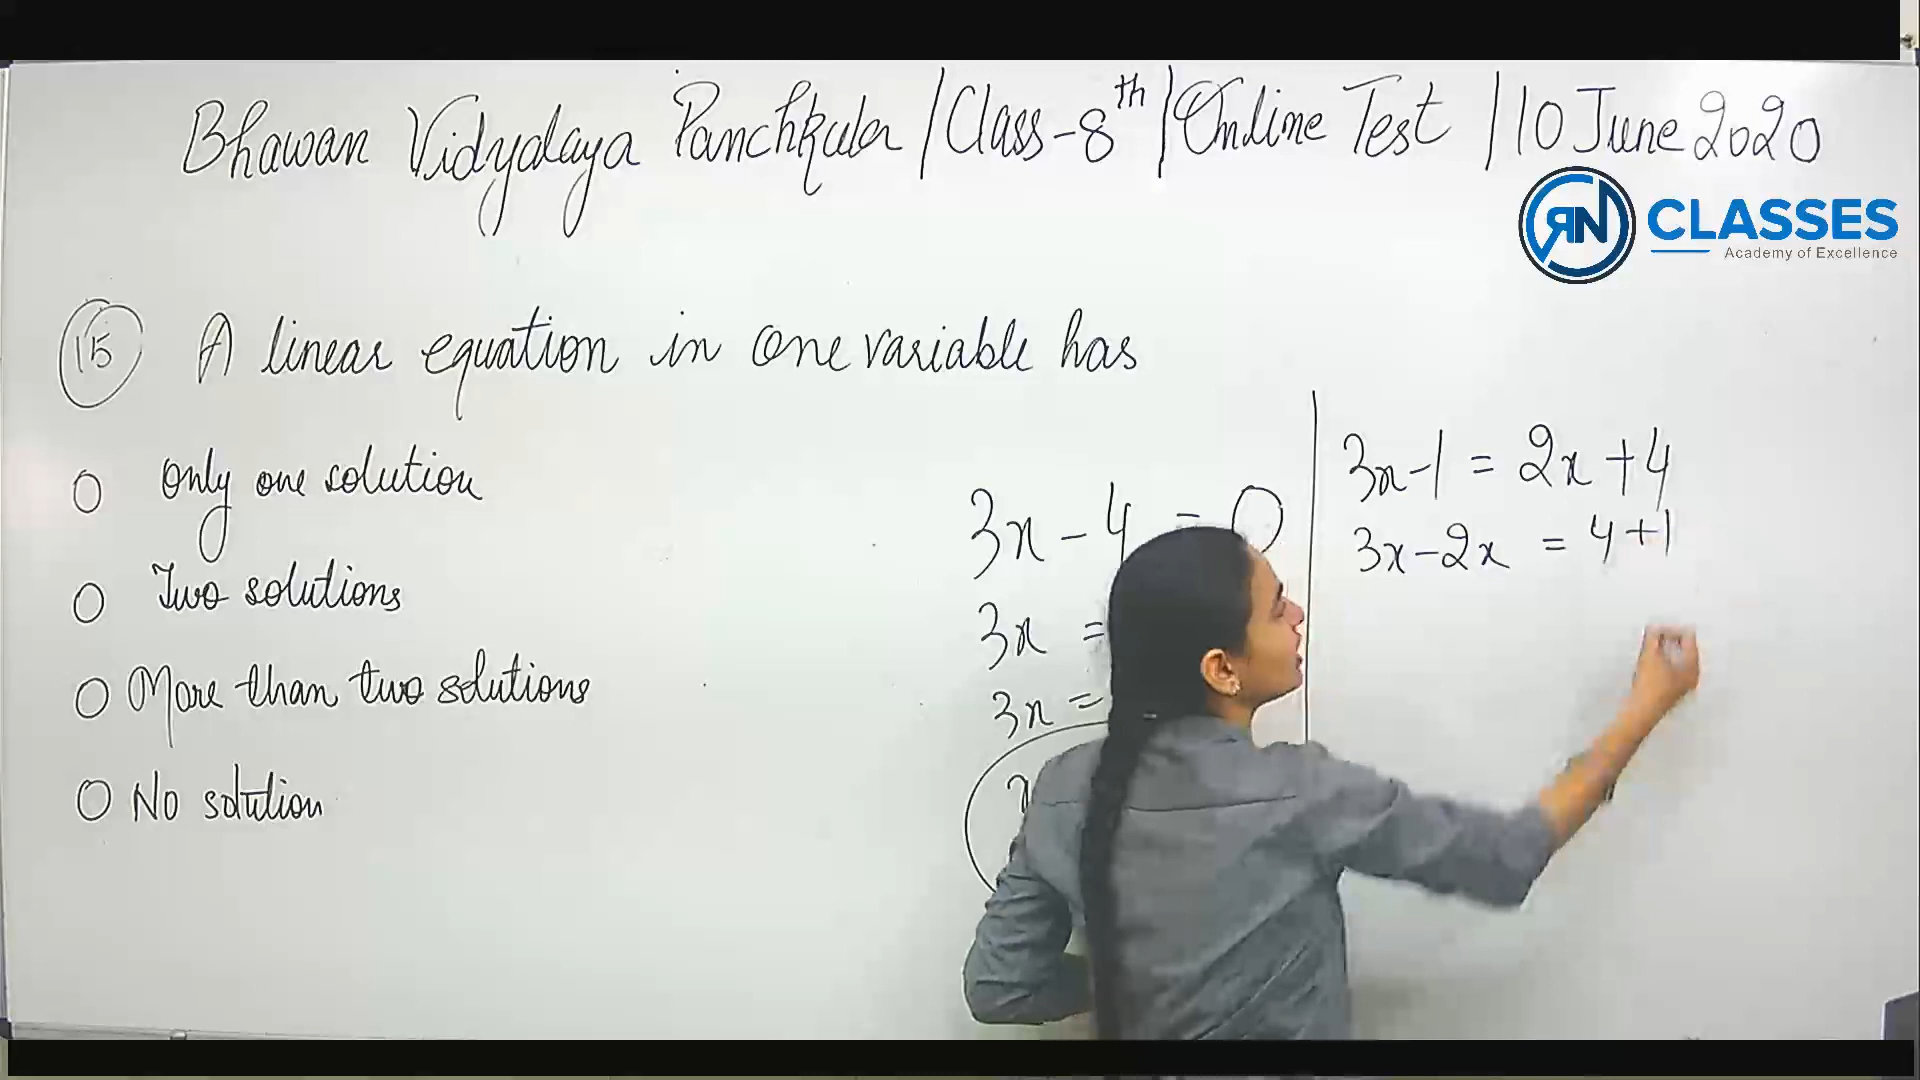 Bhawan Vidyalaya Panchkula / Class-8th / Online Test / 10 June 2020
RN CLASSES
Academy of Excellence
15 A linear equation in one variable has
Only one solution
Two solutions
More than two solutions
No solution
3x - 4 = 0
3x =
3x =
x
3x - 1 = 2x + 4
3x - 2x = 4 + 1